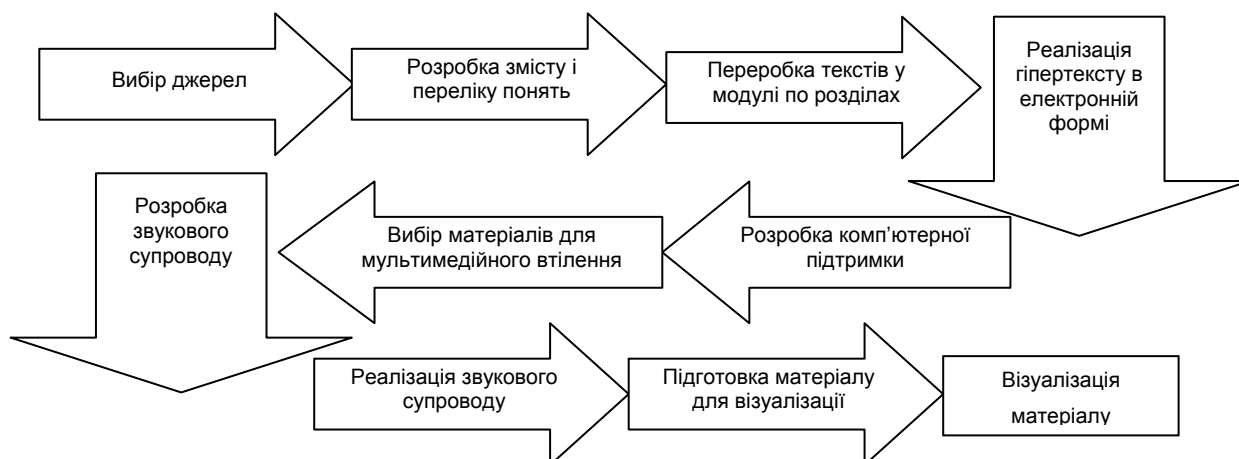 Вибір джерел
Розробка змісту і
переліку понять
Переробка текстів у
модулі по розділах
Реалізація
гіпертексту в
електронній
формі
Розробка комп’ютерної
підтримки
Вибір матеріалів для
мультимедійного втілення
Розробка
звукового
супроводу
Реалізація звукового
супроводу
Підготовка матеріалу
для візуалізації
Візуалізація
матеріалу